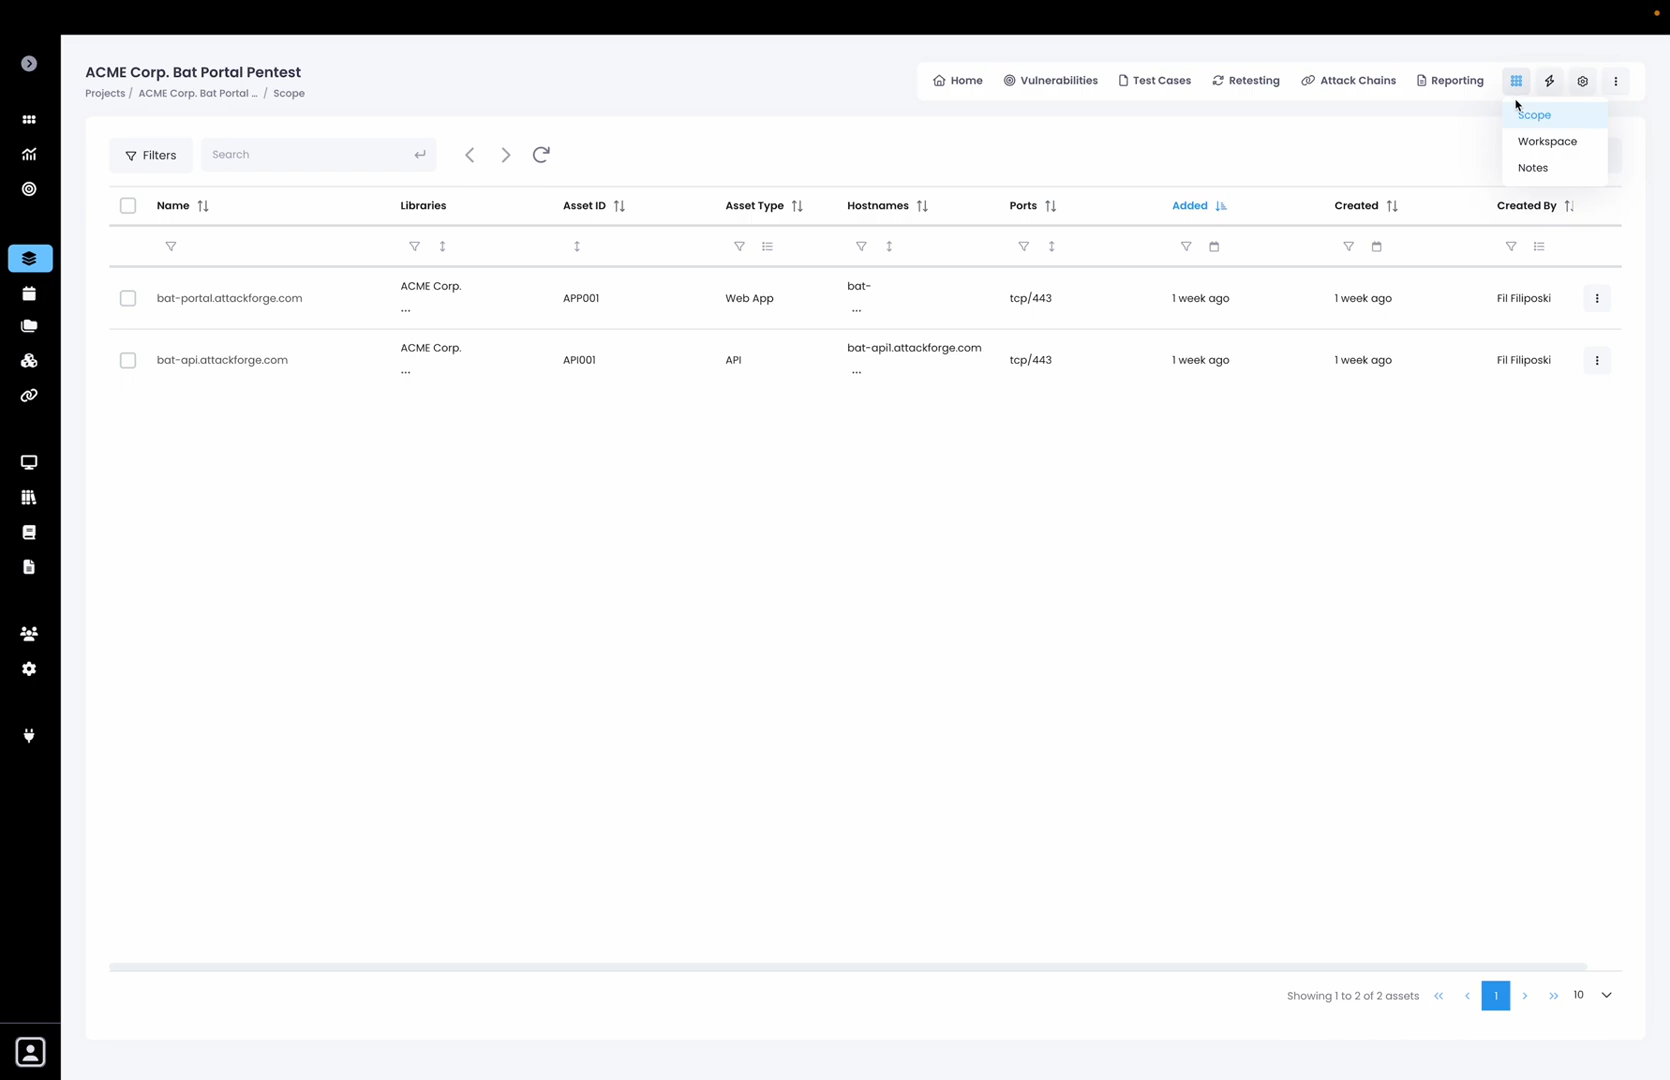 ACME Corp. Bat Portal Pentest
Projects / ACME Corp. Bat Portal ... / Scope
Home Vulnerabilities Test Cases Retesting Attack Chains Reporting
Scope
Workspace
Notes
Filters Search
Name Libraries Asset ID Asset Type Hostnames Ports Added Created Created By
bat-portal.attackforge.com ACME Corp. ... APP001 Web App bat- ... tcp/443 1 week ago 1 week ago Fil Filiposki
bat-api.attackforge.com ACME Corp. ... API001 API bat-api1.attackforge.com ... tcp/443 1 week ago 1 week ago Fil Filiposki
Showing 1 to 2 of 2 assets « ‹ 1 › » 10